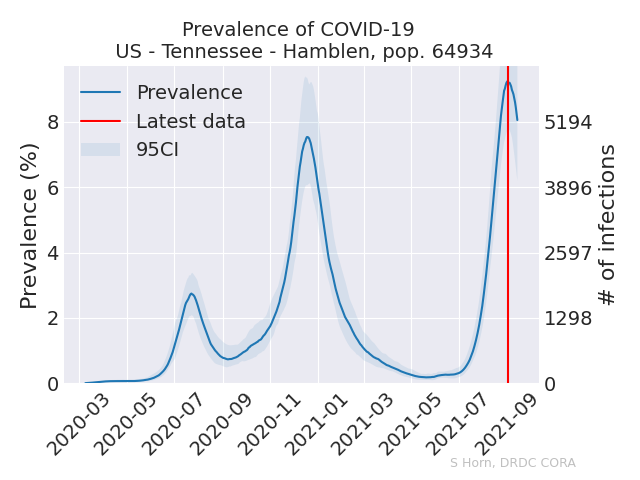 Prevalence of COVID-19
US - Tennessee - Hamblen, pop. 64934
Prevalence
Latest data
95CI
Prevalence (%)
8
6
4
2
0
5194
3896
2597
1298
0
# of infections
2020-03
2020-05
2020-07
2020-09
2020-11
2021-01
2021-03
2021-05
2021-07
2021-09
S Horn, DRDC CORA